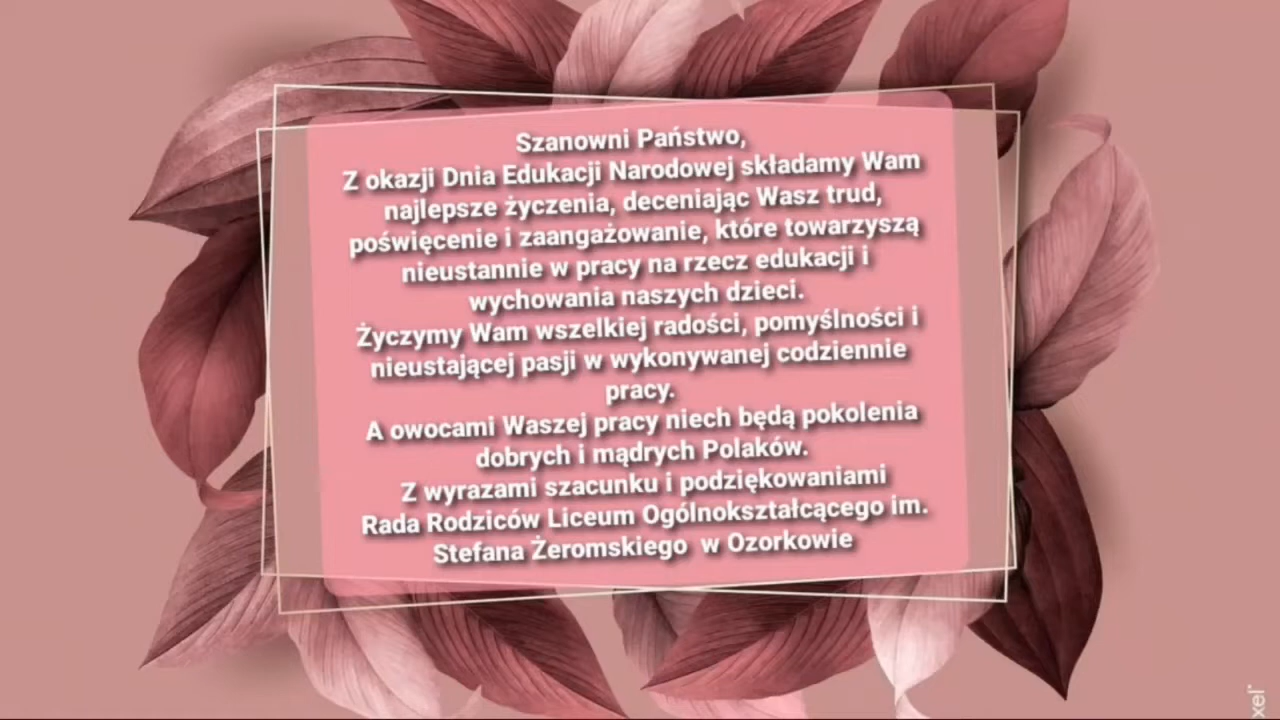 Szanowni Państwo,
Z okazji Dnia Edukacji Narodowej składamy Wam
najlepsze życzenia, deceniając Wasz trud,
poświęcenie i zaangażowanie, które towarzyszą
nieustannie w pracy na rzecz edukacji i
wychowania naszych dzieci.
Życzymy Wam wszelkiej radości, pomyślności i
nieustającej pasji w wykonywanej codziennie
pracy.
A owocami Waszej pracy niech będą pokolenia
dobrych i mądrych Polaków.
Z wyrazami szacunku i podziękowaniami
Rada Rodziców Liceum Ogólnokształcącego im.
Stefana Żeromskiego w Ozorkowie